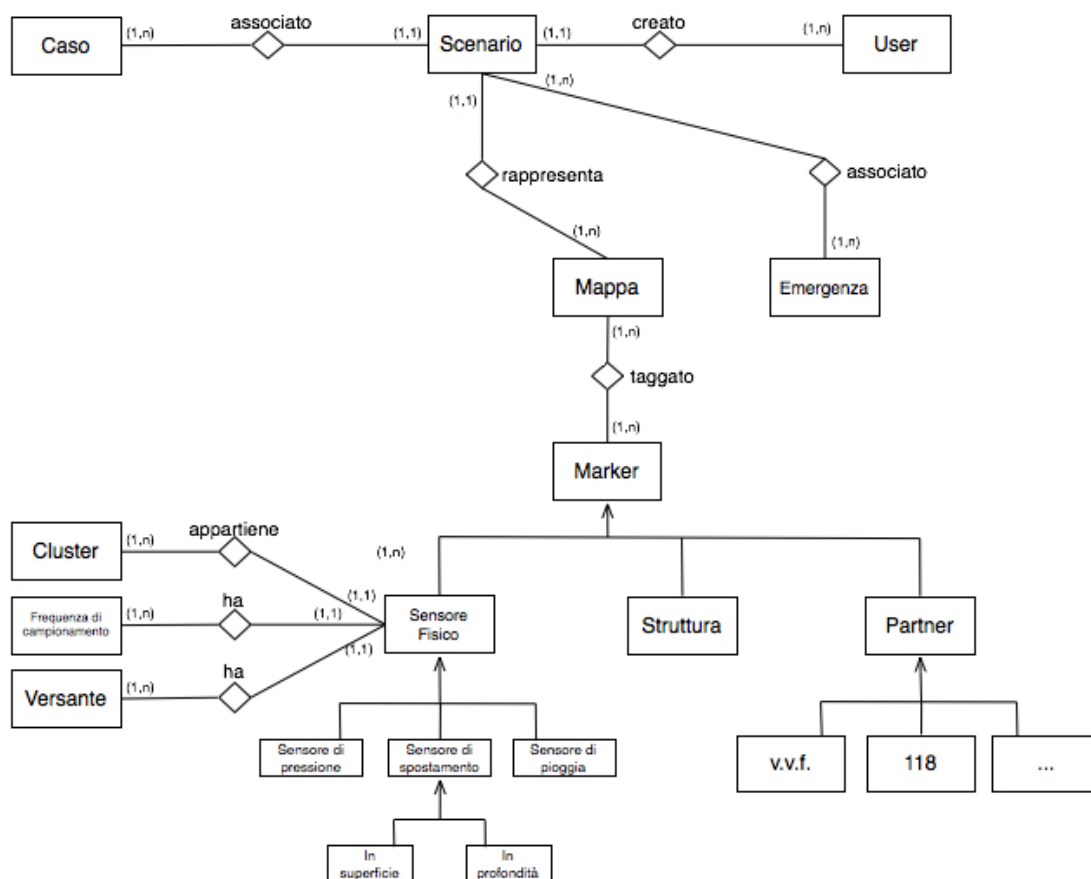 associato
creato
Caso
(1,n)
(1,1)
Scenario
(1,1)
(1,n)
User
(1,1)
(1,n)
rappresenta
associato
(1,n)
(1,n)
Mappa
Emergenza
(1,n)
taggato
(1,n)
Marker
appartiene
Cluster
(1,n)
(1,n)
ha
(1,1)
Frequenza di
campionamento
(1,n)
(1,1)
Sensore
Fisico
Struttura
Partner
ha
(1,1)
Versante
(1,n)
Sensore di
pressione
Sensore di
spostamento
Sensore di
pioggia
v.v.f.
118
...
In
superficie
In
profondità